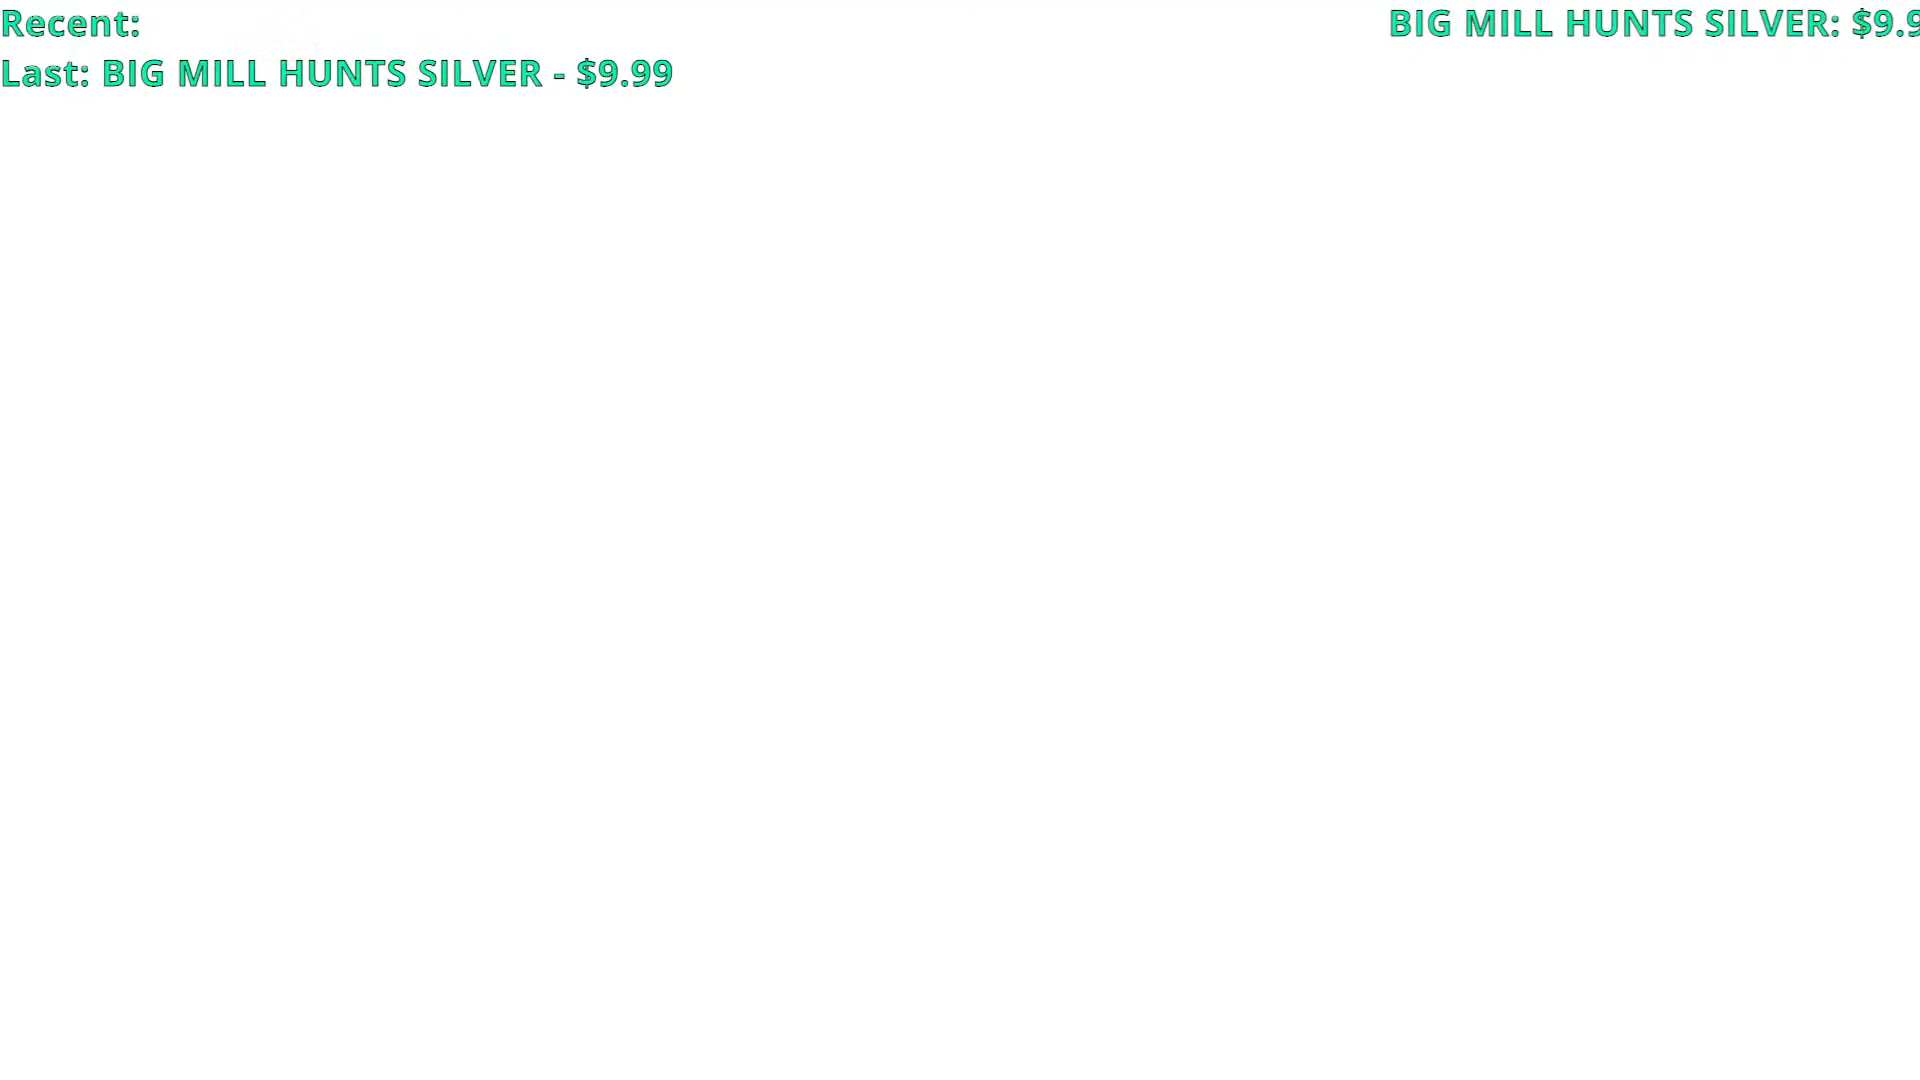 Recent: BIG MILL HUNTS SILVER: $9.9
Last: BIG MILL HUNTS SILVER - $9.99